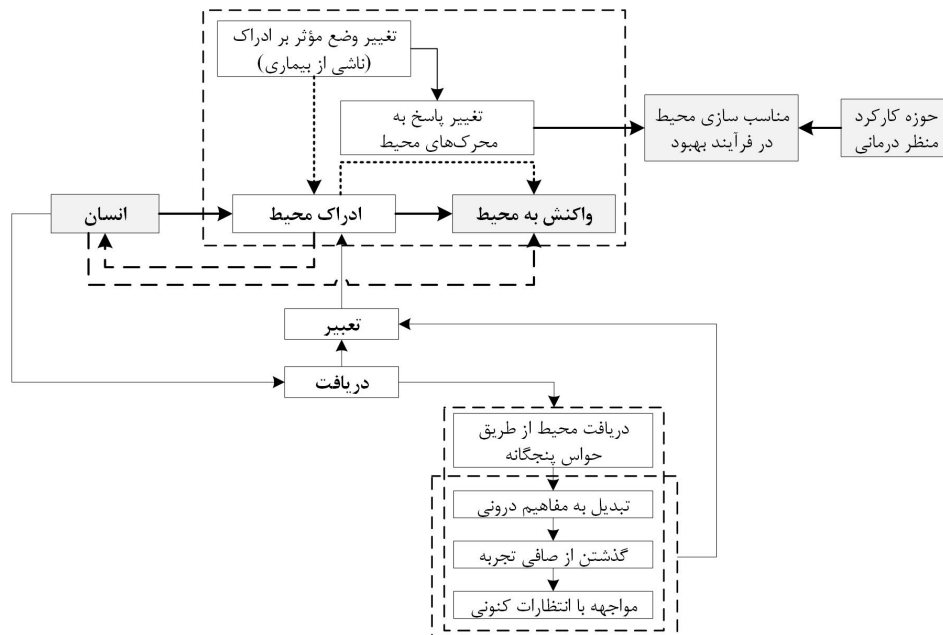 تغییر وضع مؤثر بر ادراک
(ناشی از بیماری)
تغییر پاسخ به
محرک‌های محیط
مناسب سازی محیط
در فرآیند بهبود
حوزه کارکرد
منظر درمانی
انسان
ادراک محیط
واکنش به محیط
تعبیر
دریافت
دریافت محیط از طریق
حواس پنجگانه
تبدیل به مفاهیم درونی
گذشتن از صافی تجربه
مواجهه با انتظارات کنونی